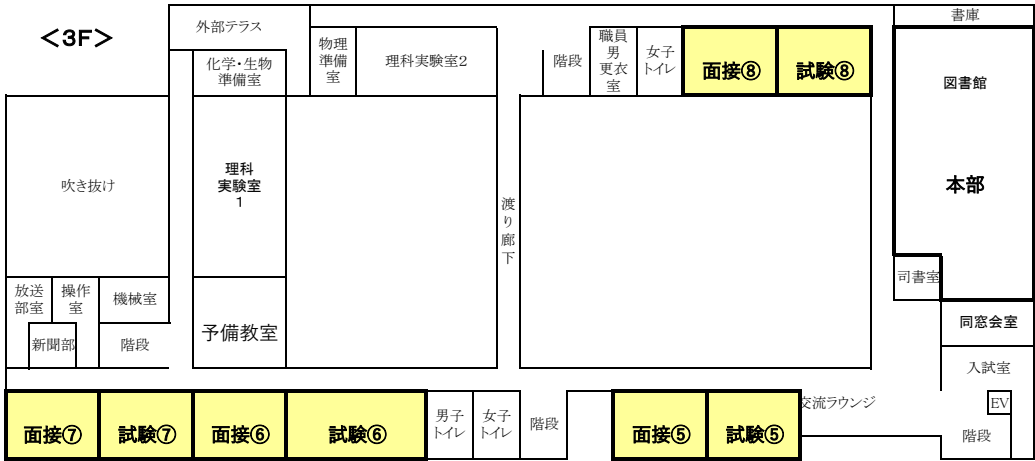 ＜3F＞
外部テラス
書庫
物理
準備
室
理科実験室2
階段
職員
男
更衣
室
女子
トイレ
面接⑧
試験⑧
化学・生物
準備室
図書館
本部
吹き抜け
理科
実験室
1
渡り廊下
司書室
放送
部室
操作
室
機械室
新聞部
階段
予備教室
同窓会室
入試室
面接⑦
試験⑦
面接⑥
試験⑥
男子
トイレ
女子
トイレ
階段
面接⑤
試験⑤
交流ラウンジ
EV
階段